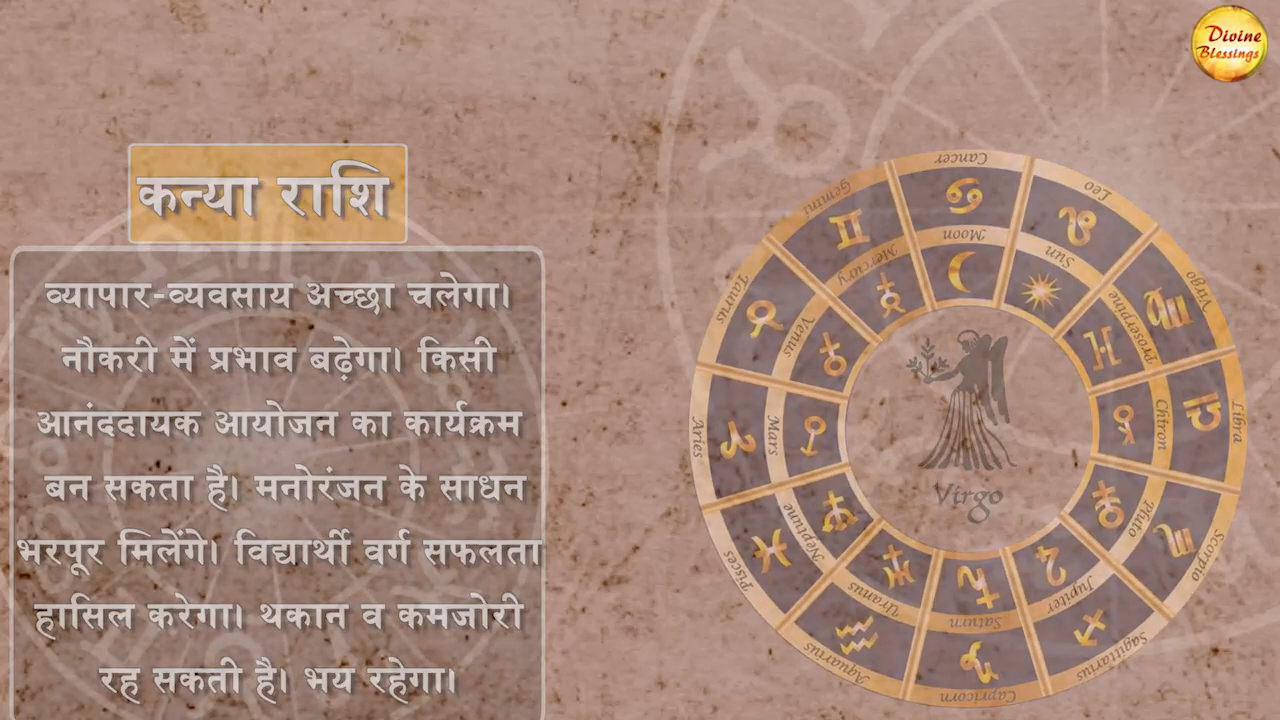 Divine
Blessings
कन्या राशि
व्यापार-व्यवसाय अच्छा चलेगा।
नौकरी में प्रभाव बढ़ेगा। किसी
आनंददायक आयोजन का कार्यक्रम
बन सकता है। मनोरंजन के साधन
भरपूर मिलेंगे। विद्यार्थी वर्ग सफलता
हासिल करेगा। थकान व कमजोरी
रह सकती है। भय रहेगा।
Cancer
Leo
Virgo
Libra
Scorpio
Sagittarius
Capricorn
Aquarius
Pisces
Aries
Taurus
Gemini
Moon
Sun
Proserpine
Chiron
Pluto
Jupiter
Saturn
Uranus
Neptune
Mars
Venus
Mercury
Virgo